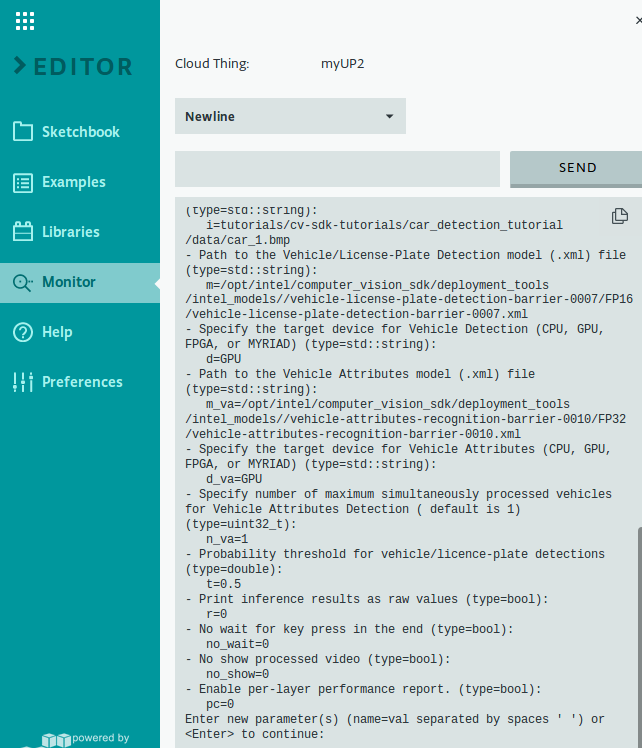 EDITOR
Sketchbook
Examples
Libraries
Monitor
Help
Preferences
powered by
Cloud Thing: myUP2
Newline
SEND
(type=std::string):
i=tutorials/cv-sdk-tutorials/car_detection_tutorial
/data/car_1.bmp
- Path to the Vehicle/License-Plate Detection model (.xml) file
(type=std::string):
m=/opt/intel/computer_vision_sdk/deployment_tools
/intel_models//vehicle-license-plate-detection-barrier-0007/FP16
/vehicle-license-plate-detection-barrier-0007.xml
- Specify the target device for Vehicle Detection (CPU, GPU,
FPGA, or MYRIAD) (type=std::string):
d=GPU
- Path to the Vehicle Attributes model (.xml) file
(type=std::string):
m_va=/opt/intel/computer_vision_sdk/deployment_tools
/intel_models//vehicle-attributes-recognition-barrier-0010/FP32
/vehicle-attributes-recognition-barrier-0010.xml
- Specify the target device for Vehicle Attributes (CPU, GPU,
FPGA, or MYRIAD) (type=std::string):
d_va=GPU
- Specify number of maximum simultaneously processed vehicles
for Vehicle Attributes Detection ( default is 1)
(type=uint32_t):
n_va=1
- Probability threshold for vehicle/licence-plate detections
(type=double):
t=0.5
- Print inference results as raw values (type=bool):
r=0
- No wait for key press in the end (type=bool):
no_wait=0
- No show processed video (type=bool):
no_show=0
- Enable per-layer performance report. (type=bool):
pc=0
Enter new parameter(s) (name=val separated by spaces ' ') or
<Enter> to continue: